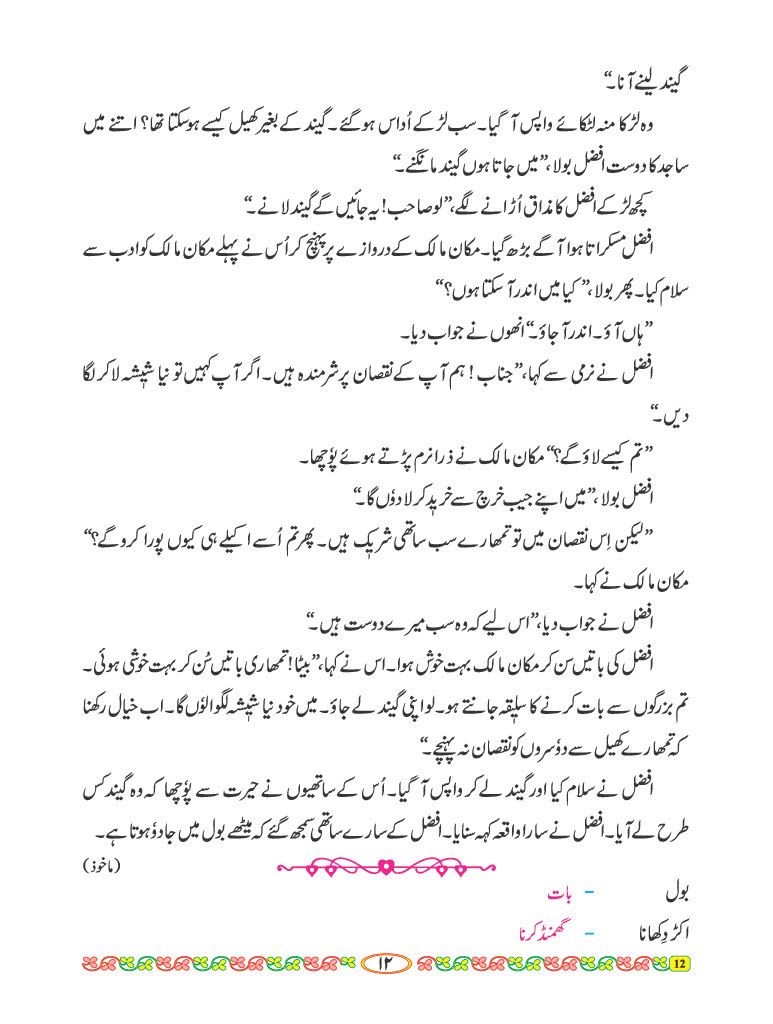 گیند لینے آنا۔“
وہ لڑکا منہ لٹکائے واپس آ گیا۔ سب لڑکے اُداس ہو گئے۔ گیند کے بغیر کھیل کیسے ہوسکتا تھا؟ اتنے میں
ساجد کا دوست افضل بولا،”میں جاتا ہوں گیند مانگنے۔“
کچھ لڑکے افضل کا مذاق اُڑانے لگے،”لو صاحب! یہ جائیں گے گیند لانے۔“
افضل مسکراتا ہوا آگے بڑھ گیا۔ مکان مالک کے دروازے پر پہنچ کر اُس نے پہلے مکان مالک کو ادب سے
سلام کیا۔ پھر بولا،”کیا میں اندر آ سکتا ہوں؟“
”ہاں آؤ۔ اندر آ جاؤ۔“ انھوں نے جواب دیا۔
افضل نے نرمی سے کہا،”جناب! ہم آپ کے نقصان پر شرمندہ ہیں۔ اگر آپ کہیں تو نیا شیشہ لا کر لگا
دیں۔“
”تم کیسے لاؤ گے؟“ مکان مالک نے ذرا نرم پڑتے ہوئے پوٗچھا۔
افضل بولا،”میں اپنے جیب خرچ سے خرید کر لا دوٗں گا۔“
”لیکن اِس نقصان میں تو تمھارے سب ساتھی شریک ہیں۔ پھر تم اُسے اکیلے ہی کیوں پورا کرو گے؟“
مکان مالک نے کہا۔
افضل نے جواب دیا،”اس لیے کہ وہ سب میرے دوست ہیں۔“
افضل کی باتیں سن کر مکان مالک بہت خوش ہوا۔ اس نے کہا،”بیٹا! تمھاری باتیں سُن کر بہت خوشی ہوئی۔
تم بزرگوں سے بات کرنے کا سلیقہ جانتے ہو۔ لو اپنی گیند لے جاؤ۔ میں خود نیا شیشہ لگوا لوٗں گا۔ اب خیال رکھنا
کہ تمھارے کھیل سے دوٗسروں کو نقصان نہ پہنچے۔“
افضل نے سلام کیا اور گیند لے کر واپس آ گیا۔ اُس کے ساتھیوں نے حیرت سے پوٗچھا کہ وہ گیند کس
طرح لے آیا۔ افضل نے سارا واقعہ کہہ سنایا۔ افضل کے سارے ساتھی سمجھ گئے کہ میٹھے بول میں جادوٗ ہوتا ہے۔
(ماخوذ)
بول – بات
اکڑ دِکھانا – گھمنڈ کرنا
۱۲
12